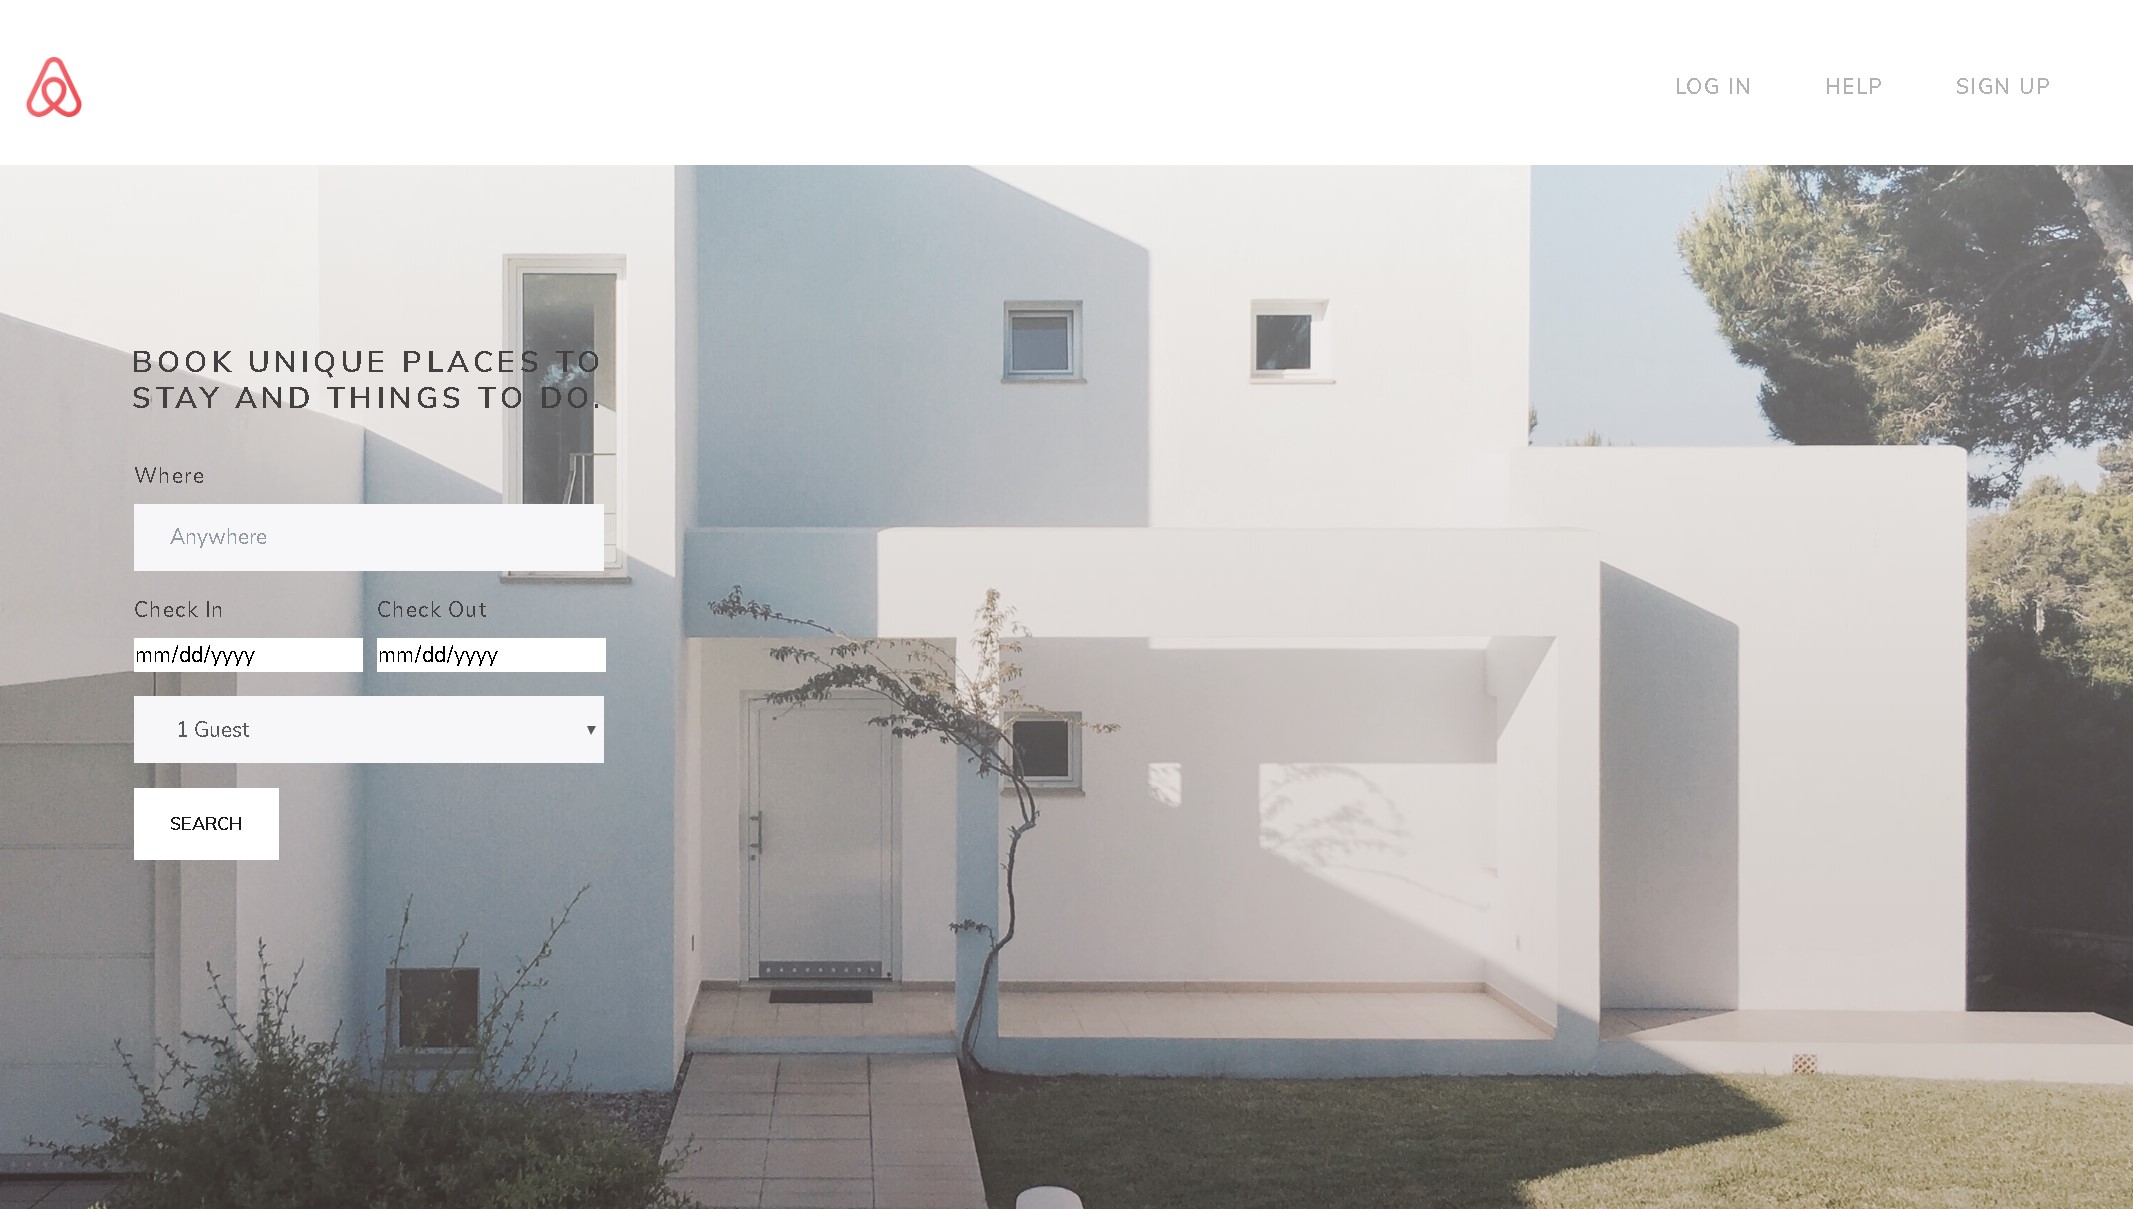 LOG IN HELP SIGN UP
BOOK UNIQUE PLACES TO
STAY AND THINGS TO DO.
Where
Anywhere
Check In Check Out
mm/dd/yyyy mm/dd/yyyy
1 Guest
SEARCH